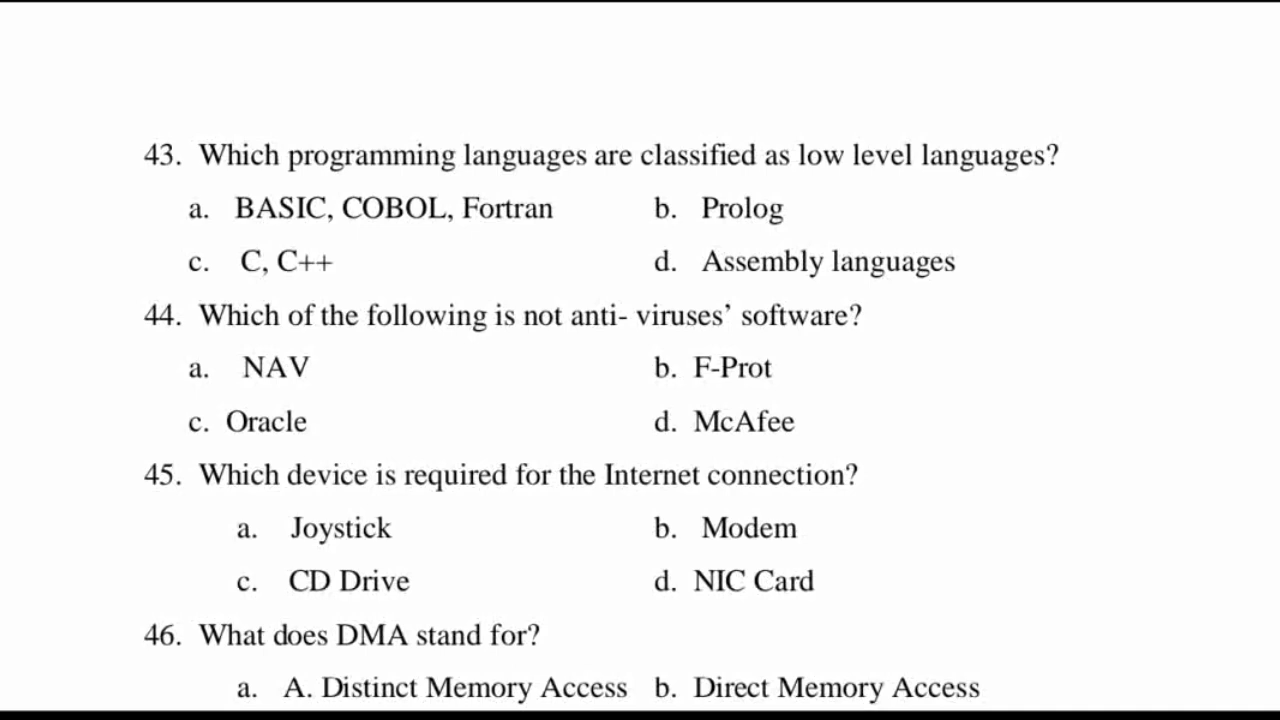 43. Which programming languages are classified as low level languages?
a. BASIC, COBOL, Fortran b. Prolog
c. C, C++ d. Assembly languages
44. Which of the following is not anti- viruses’ software?
a. NAV b. F-Prot
c. Oracle d. McAfee
45. Which device is required for the Internet connection?
a. Joystick b. Modem
c. CD Drive d. NIC Card
46. What does DMA stand for?
a. A. Distinct Memory Access b. Direct Memory Access